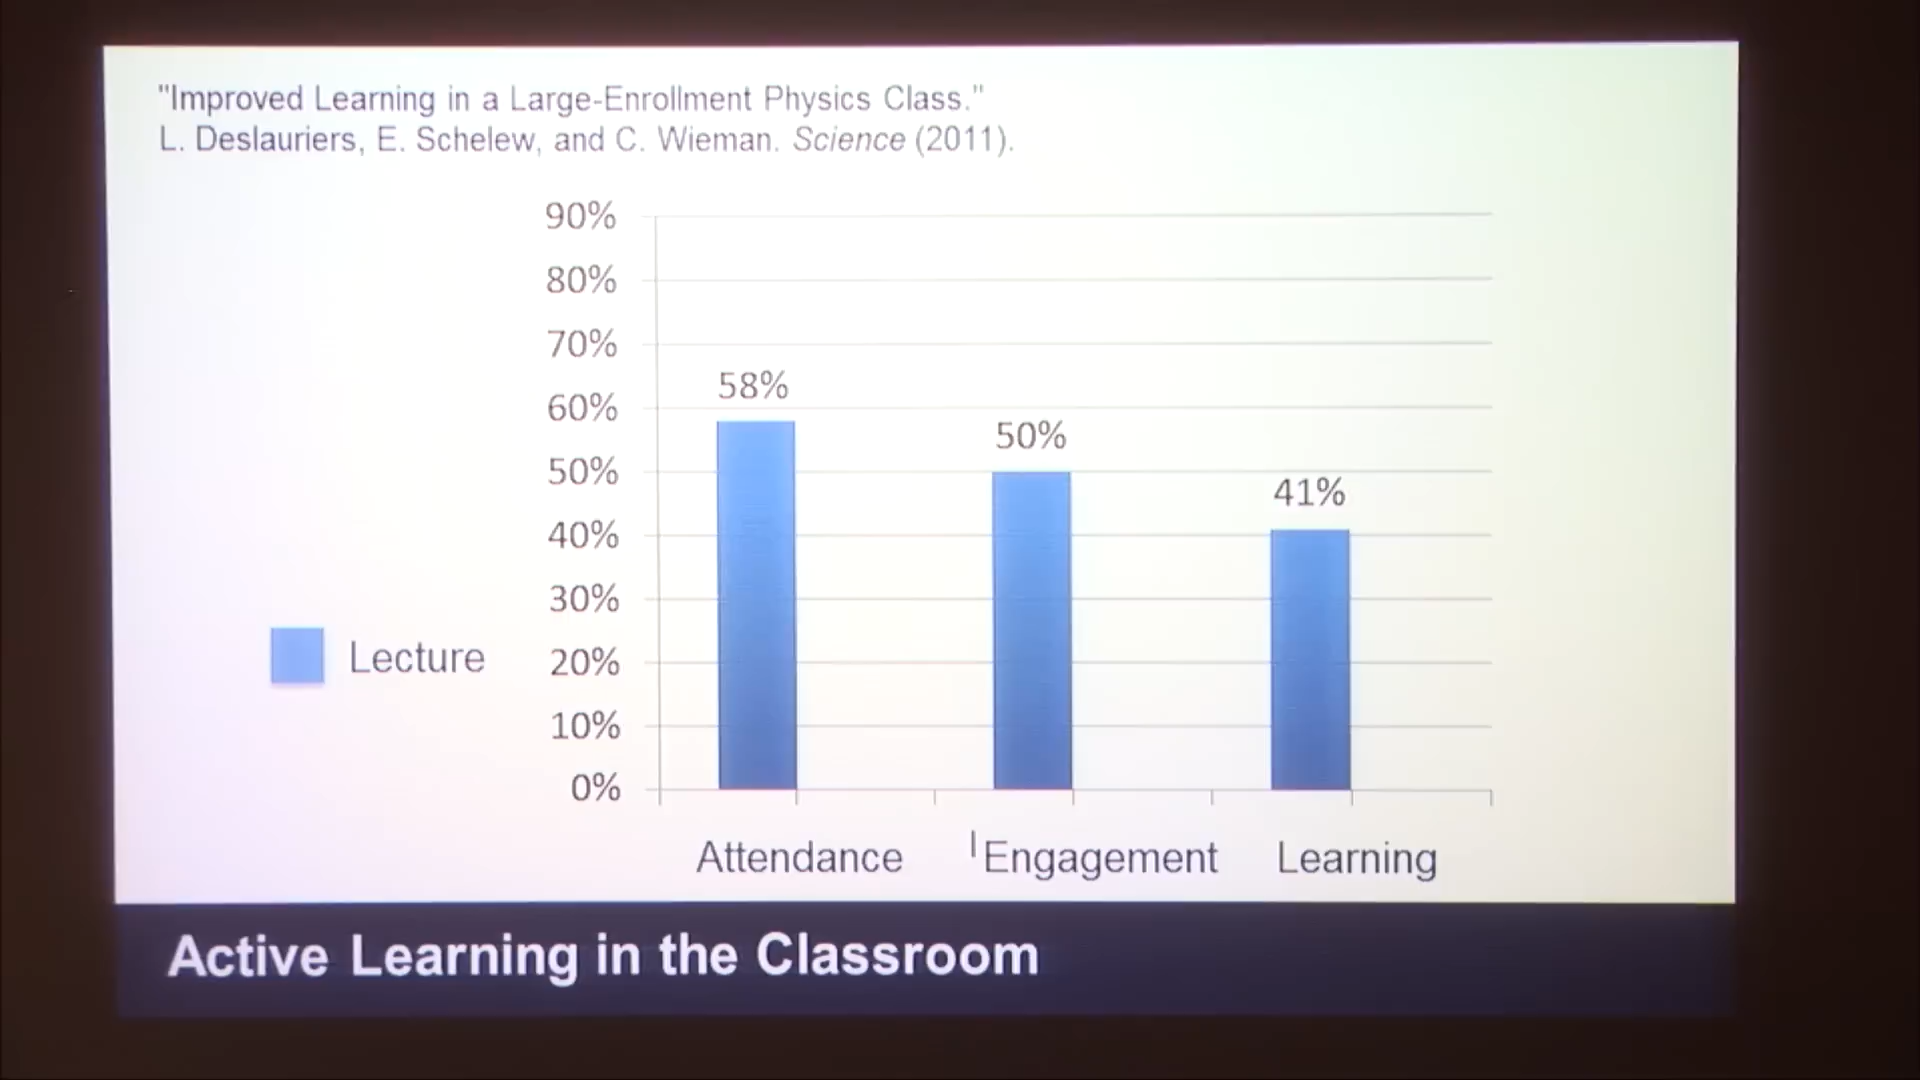 "Improved Learning in a Large-Enrollment Physics Class."
L. Deslauriers, E. Schelew, and C. Wieman. Science (2011).
90%
80%
70%
60%
50%
40%
30%
20%
10%
0%
58%
50%
41%
Lecture
Attendance Engagement Learning
Active Learning in the Classroom